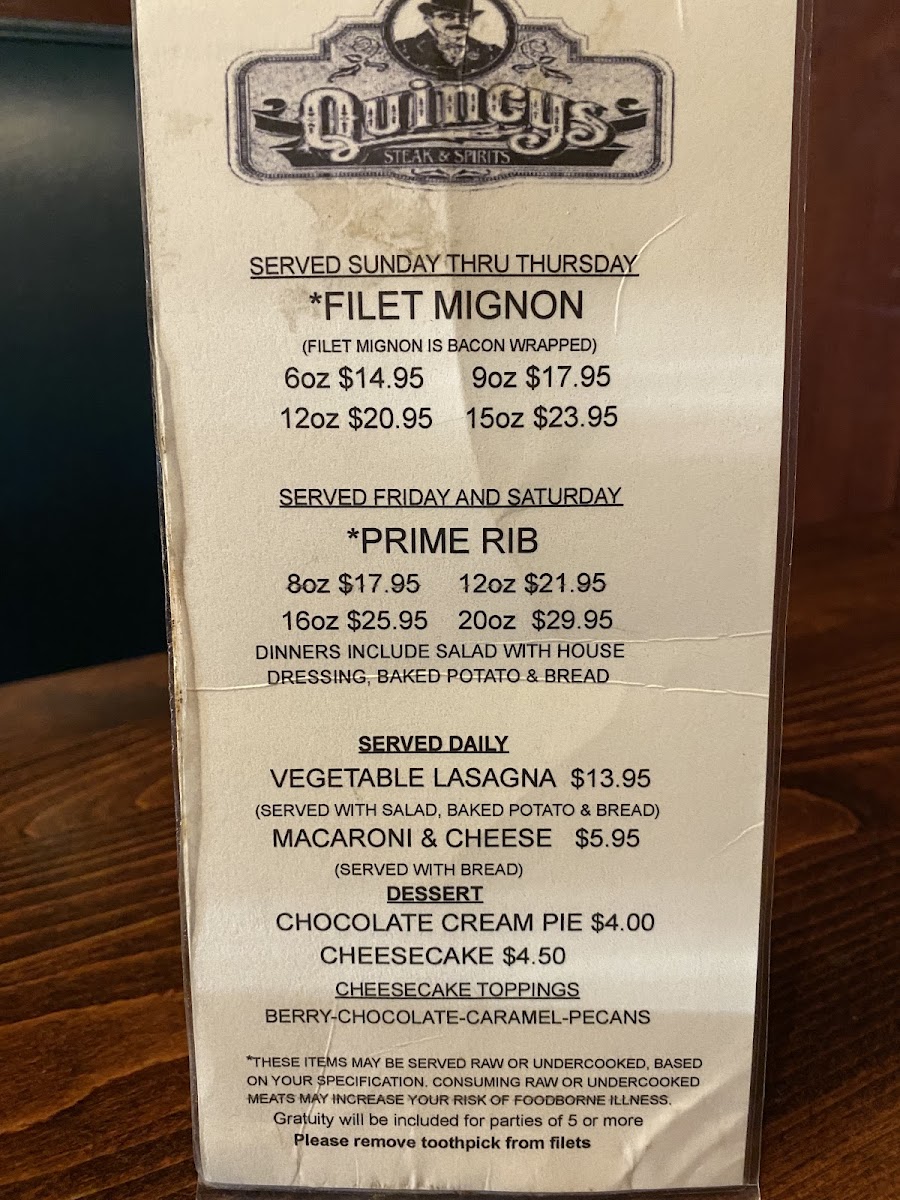 Quincys
STEAK & SPIRITS
SERVED SUNDAY THRU THURSDAY
*FILET MIGNON
(FILET MIGNON IS BACON WRAPPED)
6oz $14.95 9oz $17.95
12oz $20.95 15oz $23.95
SERVED FRIDAY AND SATURDAY
*PRIME RIB
8oz $17.95 12oz $21.95
16oz $25.95 20oz $29.95
DINNERS INCLUDE SALAD WITH HOUSE
DRESSING, BAKED POTATO & BREAD
SERVED DAILY
VEGETABLE LASAGNA $13.95
(SERVED WITH SALAD, BAKED POTATO & BREAD)
MACARONI & CHEESE $5.95
(SERVED WITH BREAD)
DESSERT
CHOCOLATE CREAM PIE $4.00
CHEESECAKE $4.50
CHEESECAKE TOPPINGS
BERRY-CHOCOLATE-CARAMEL-PECANS
*THESE ITEMS MAY BE SERVED RAW OR UNDERCOOKED, BASED
ON YOUR SPECIFICATION. CONSUMING RAW OR UNDERCOOKED
MEATS MAY INCREASE YOUR RISK OF FOODBORNE ILLNESS.
Gratuity will be included for parties of 5 or more
Please remove toothpick from filets